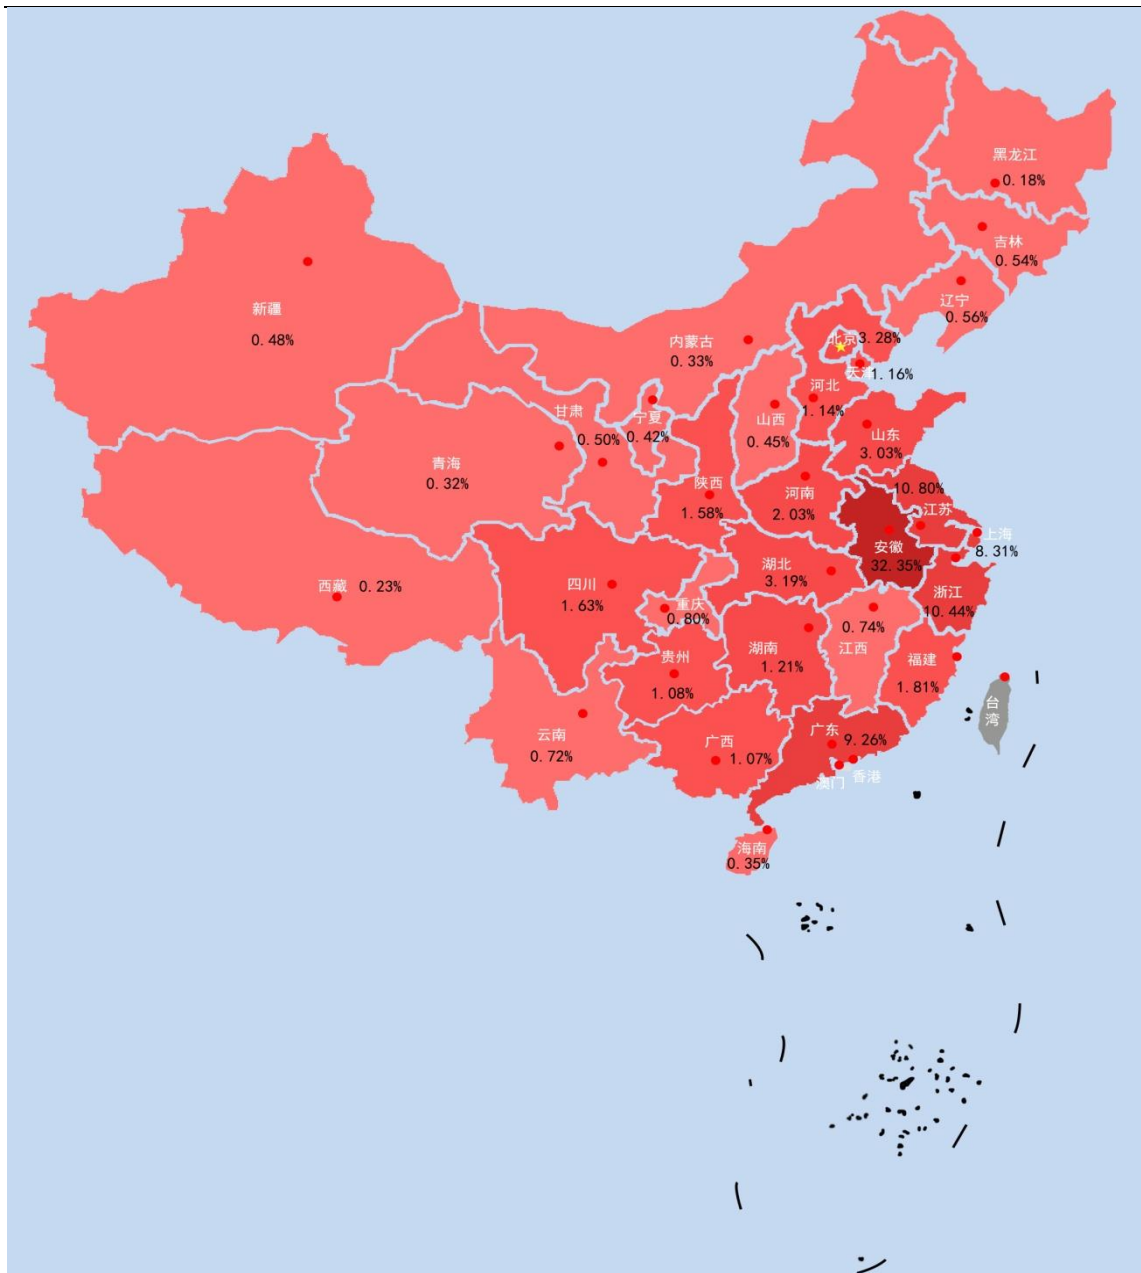 黑龙江
0.18%
吉林
0.54%
辽宁
0.56%
新疆
0.48%
内蒙古
0.33%
北京3.28%
天津
1.16%
河北
1.14%
甘肃
0.50%
宁夏
0.42%
山西
0.45%
山东
3.03%
青海
0.32%
陕西
1.58%
河南
2.03%
10.80%
江苏
上海
8.31%
安徽
32.35%
西藏
0.23%
四川
1.63%
重庆
0.80%
湖北
3.19%
浙江
10.44%
0.74%
江西
湖南
1.21%
贵州
1.08%
福建
1.81%
台
湾
云南
0.72%
广西
1.07%
广东
9.26%
澳门
香港
海南
0.35%